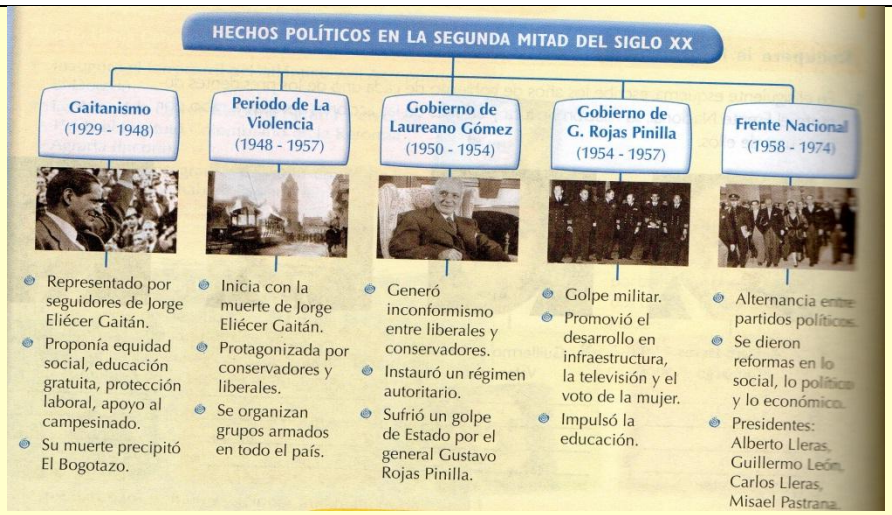 HECHOS POLÍTICOS EN LA SEGUNDA MITAD DEL SIGLO XX
Gaitanismo
(1929 - 1948)
Representado por
seguidores de Jorge
Eliécer Gaitán.
Proponía equidad
social, educación
gratuita, protección
laboral, apoyo al
campesinado.
Su muerte precipitó
El Bogotazo.
Periodo de La
Violencia
(1948 - 1957)
Inicia con la
muerte de Jorge
Eliécer Gaitán.
Protagonizada por
conservadores y
liberales.
Se organizan
grupos armados
en todo el país.
Gobierno de
Laureano Gómez
(1950 - 1954)
Generó
inconformismo
entre liberales y
conservadores.
Instauró un régimen
autoritario.
Sufrió un golpe
de Estado por el
general Gustavo
Rojas Pinilla.
Gobierno de
G. Rojas Pinilla
(1954 - 1957)
Golpe militar.
Promovió el
desarrollo en
infraestructura,
la televisión y el
voto de la mujer.
Impulsó la
educación.
Frente Nacional
(1958 - 1974)
Alternancia entre
partidos políticos.
Se dieron
reformas en lo
social, lo político
y lo económico.
Presidentes:
Alberto Lleras,
Guillermo León,
Carlos Lleras,
Misael Pastrana.